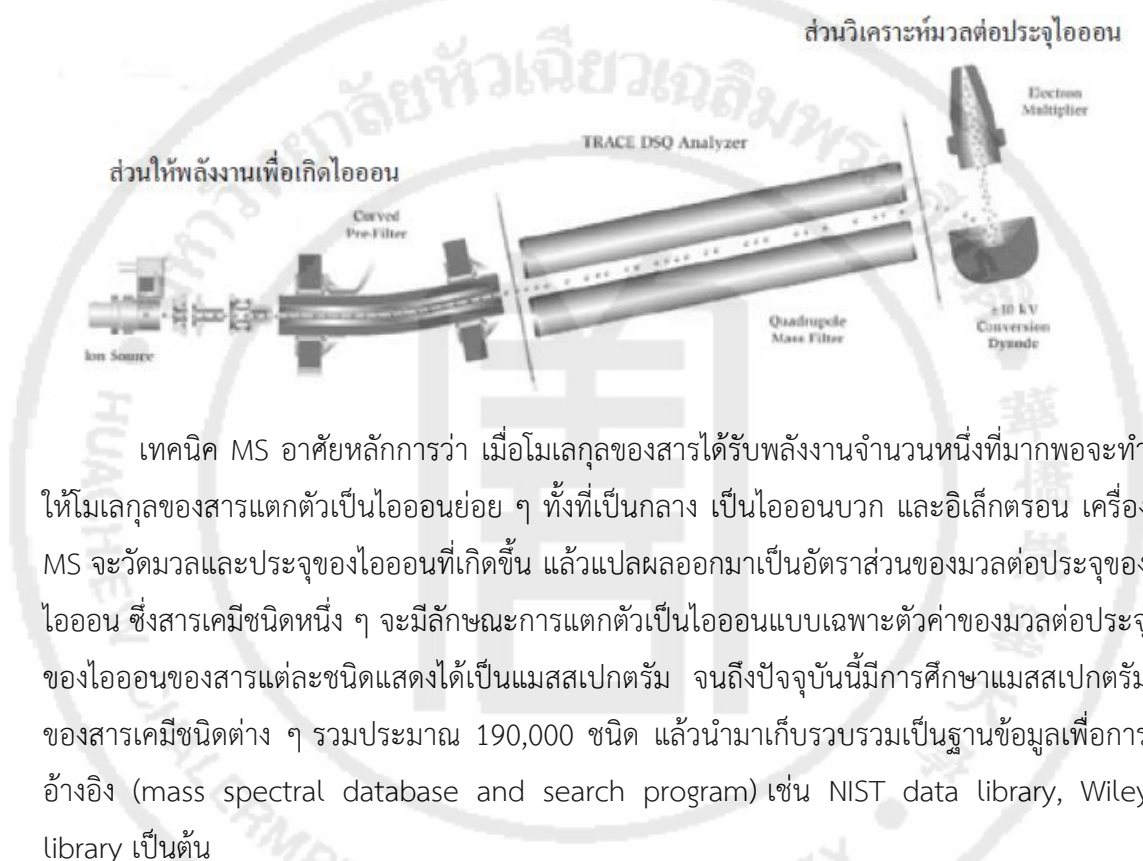 ส่วนวิเคราะห์มวลต่อประจุไอออน
Electron
Multiplier
TRACE DSQ Analyzer
ส่วนให้พลังงานเพื่อเกิดไอออน
Curved
Pre-Filter
Ion Source
Quadrupole
Mass Filter
±10 kV
Conversion
Dynode
เทคนิค MS อาศัยหลักการว่า เมื่อโมเลกุลของสารได้รับพลังงานจำนวนหนึ่งที่มากพอจะทำ
ให้โมเลกุลของสารแตกตัวเป็นไอออนย่อย ๆ ทั้งที่เป็นกลาง เป็นไอออนบวก และอิเล็กตรอน เครื่อง
MS จะวัดมวลและประจุของไอออนที่เกิดขึ้น แล้วแปลผลออกมาเป็นอัตราส่วนของมวลต่อประจุของ
ไอออน ซึ่งสารเคมีชนิดหนึ่ง ๆ จะมีลักษณะการแตกตัวเป็นไอออนแบบเฉพาะตัวค่าของมวลต่อประจุ
ของไอออนของสารแต่ละชนิดแสดงได้เป็นแมสสเปกตรัม จนถึงปัจจุบันนี้มีการศึกษาแมสสเปกตรัม
ของสารเคมีชนิดต่าง ๆ รวมประมาณ 190,000 ชนิด แล้วนำมาเก็บรวบรวมเป็นฐานข้อมูลเพื่อการ
อ้างอิง (mass spectral database and search program) เช่น NIST data library, Wiley
library เป็นต้น